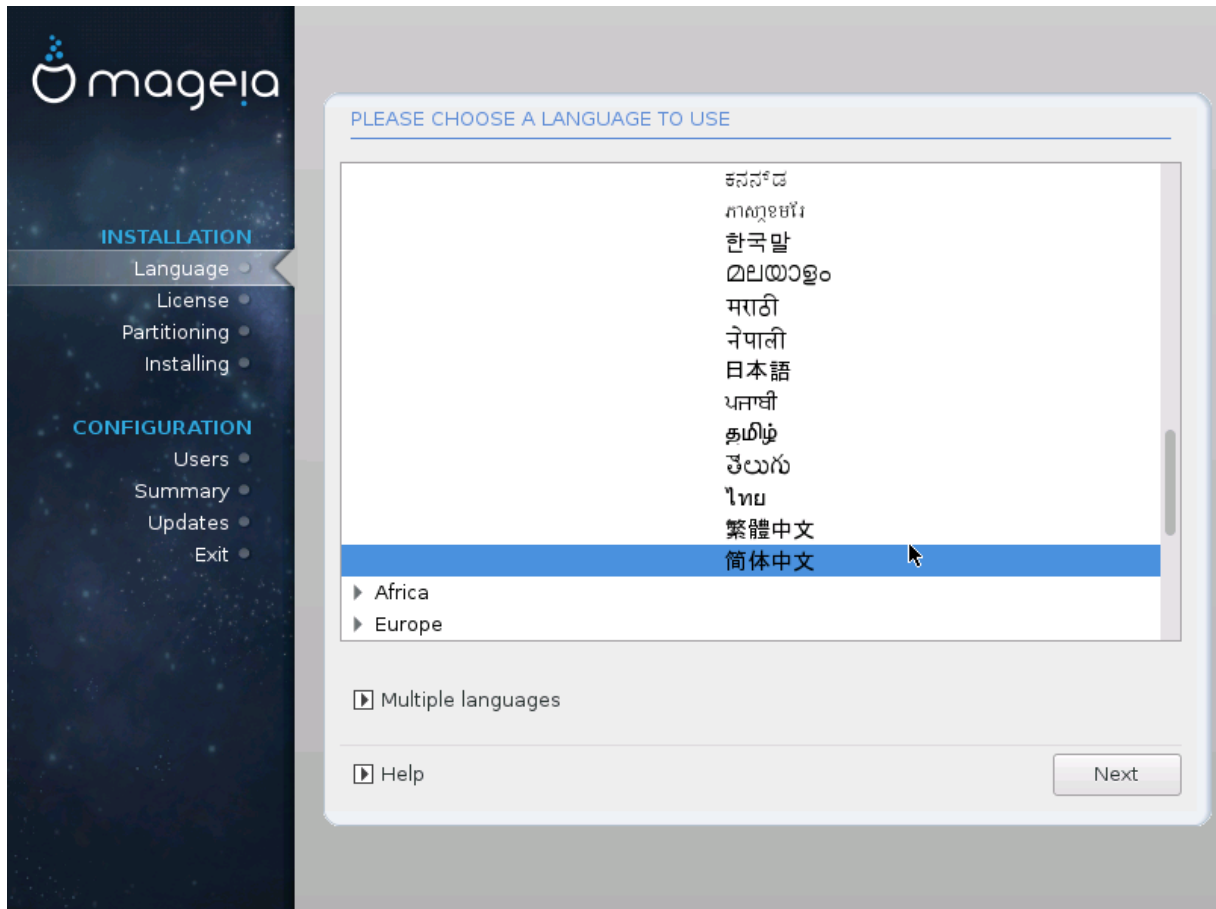 mageia
INSTALLATION
Language
License
Partitioning
Installing
CONFIGURATION
Users
Summary
Updates
Exit
PLEASE CHOOSE A LANGUAGE TO USE
ಕನನ್ಡ
ភាសាខ្មែរ
한국말
മലയാളം
मराठी
नेपाली
日本語
ਪਜਾਬੀ
தமிழ்
తెలుగు
ไทย
繁體中文
简体中文
Africa
Europe
Multiple languages
Help
Next